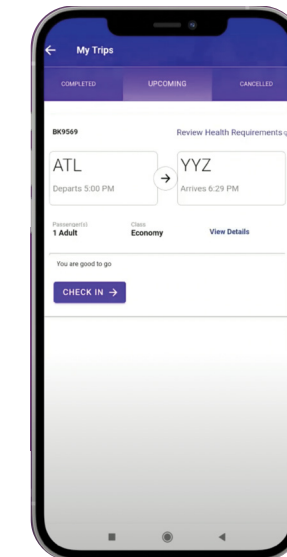 My Trips
COMPLETED UPCOMING CANCELLED
BK9569 Review Health Requirements
ATL YYZ
Departs 5:00 PM Arrives 6:29 PM
Passenger(s) Class
1 Adult Economy View Details
You are good to go
CHECK IN